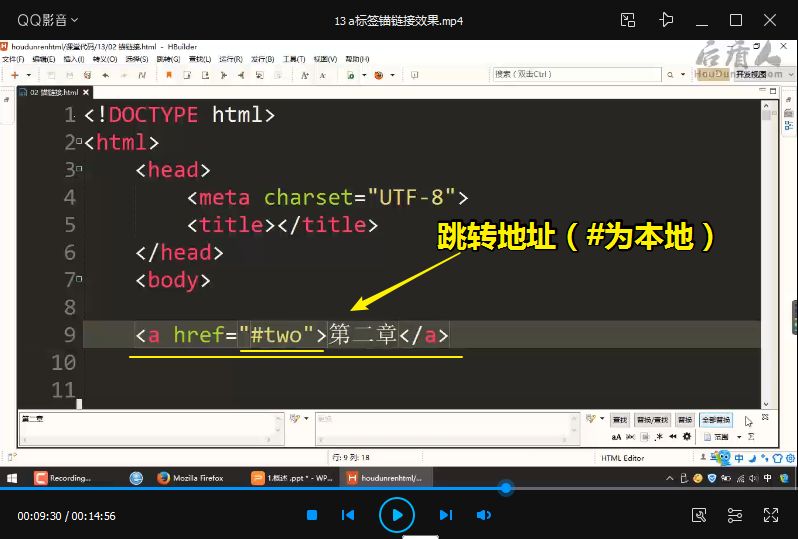 QQ影音
13 a标签锚链接效果.mp4
houdunrenhtml/课堂代码/13/02 锚链接.html - HBuilder
文件(F) 编辑(E) 插入(I) 转义(O) 选择(S) 跳转(G) 查找(L) 运行(R) 发行(B) 工具(T) 视图(V) 帮助(H)
后盾人
搜索（双击Ctrl）
HouDun
开发视图
02 锚链接.html
1 <!DOCTYPE html>
2 <html>
3 <head>
4 <meta charset="UTF-8">
5 <title></title>
跳转地址（#为本地）
6 </head>
7 <body>
8
9 <a href="#two">第二章</a>
10
11
第二章
替换
查找 替换/查找 替换 全部替换
aA
范围
行: 9 列: 18
HTML Editor
中
Recording...
Mozilla Firefox
1.概述.ppt * - WP...
houdunrenhtml/...
中
00:09:30 / 00:14:56